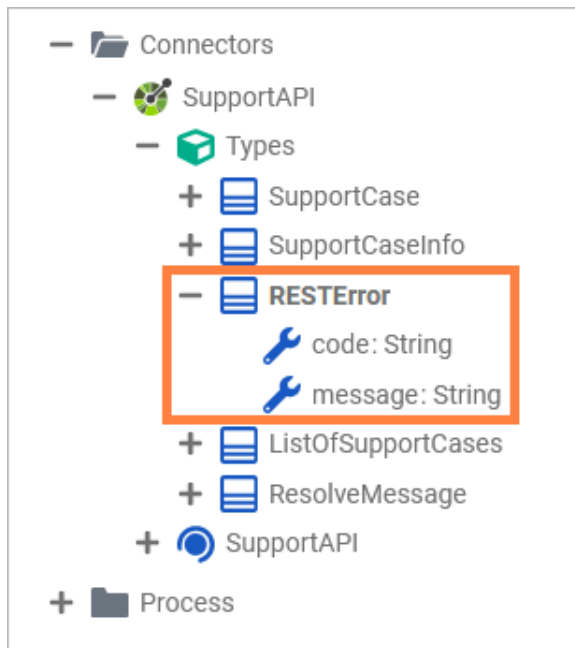 Connectors
SupportAPI
Types
SupportCase
SupportCaseInfo
RESTError
code: String
message: String
ListOfSupportCases
ResolveMessage
SupportAPI
Process